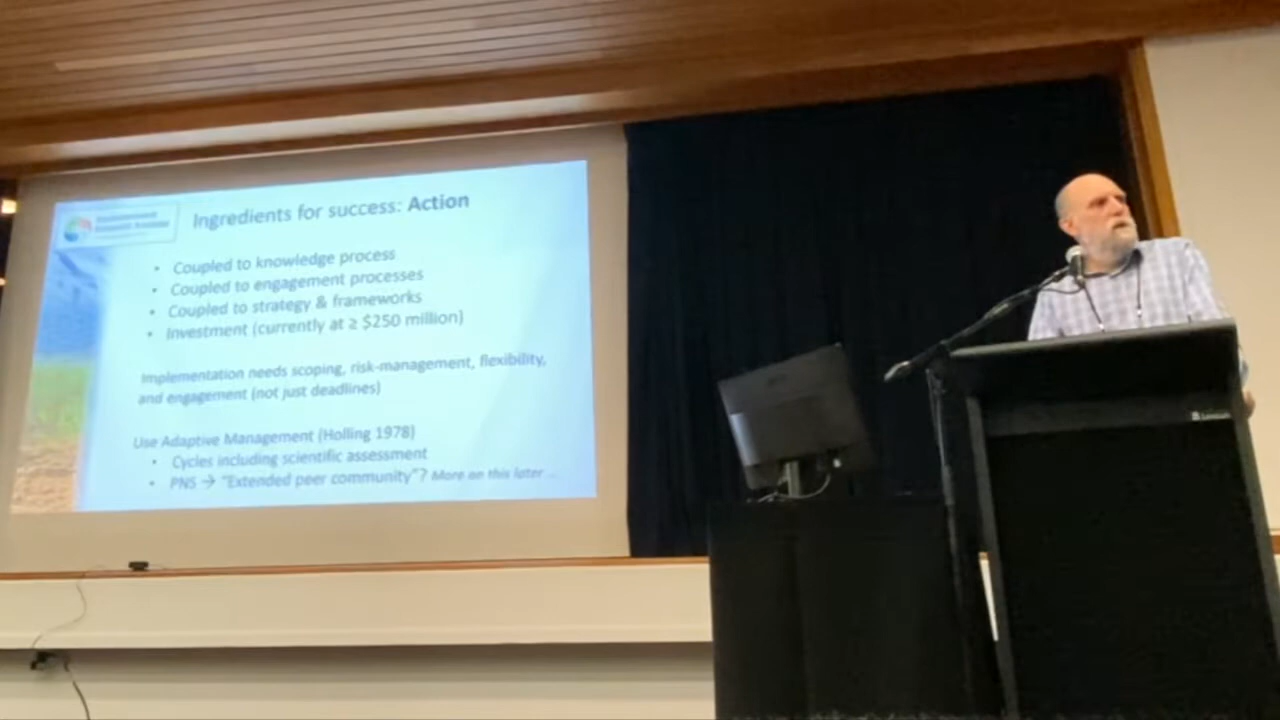 Ingredients for success: Action
• Coupled to knowledge process
• Coupled to engagement processes
• Coupled to strategy & frameworks
• Investment (currently at ≥ $250 million)
Implementation needs scoping, risk-management, flexibility,
and engagement (not just deadlines)
Use Adaptive Management (Holling 1978)
• Cycles including scientific assessment
• PNS → "Extended peer community"? More on this later ...